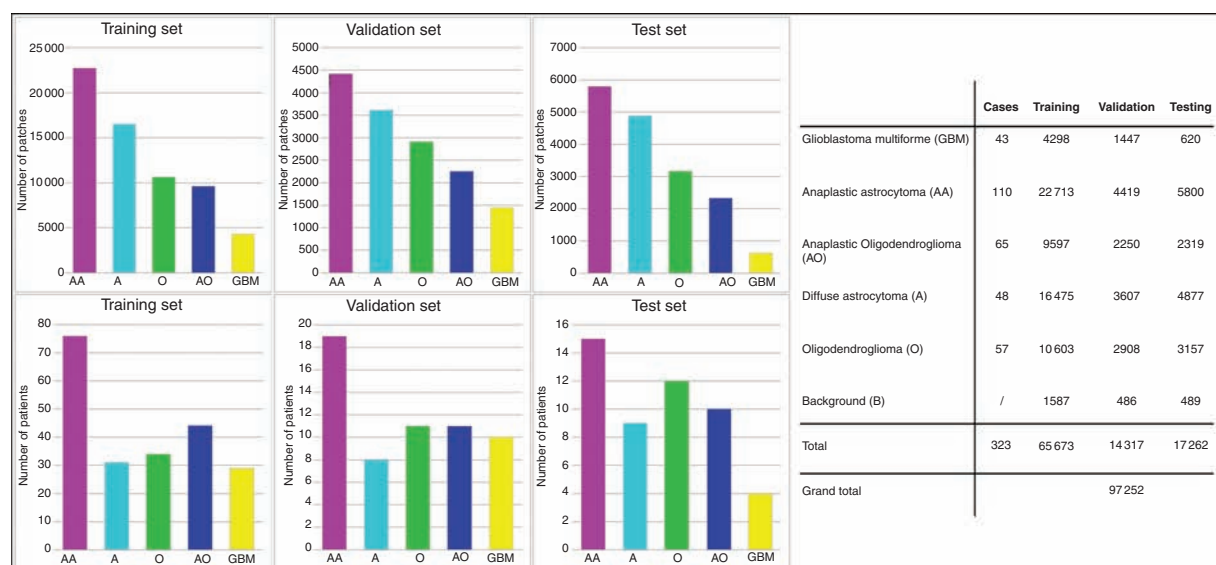 Training set
Number of patches
25 000
20 000
15 000
10 000
5000
0
AA A O AO GBM
Validation set
Number of patches
5000
4500
4000
3500
3000
2500
2000
1500
1000
500
0
AA A O AO GBM
Test set
Number of patches
7000
6000
5000
4000
3000
2000
1000
0
AA A O AO GBM
Training set
Number of patients
80
70
60
50
40
30
20
10
0
AA A O AO GBM
Validation set
Number of patients
20
18
16
14
12
10
8
6
4
2
0
AA A O AO GBM
Test set
Number of patients
16
14
12
10
8
6
4
2
0
AA A O AO GBM
Cases Training Validation Testing
Glioblastoma multiforme (GBM) 43 4298 1447 620
Anaplastic astrocytoma (AA) 110 22 713 4419 5800
Anaplastic Oligodendroglioma 65 9597 2250 2319
(AO)
Diffuse astrocytoma (A) 48 16 475 3607 4877
Oligodendroglioma (O) 57 10 603 2908 3157
Background (B) / 1587 486 489
Total 323 65 673 14 317 17 262
Grand total 97 252